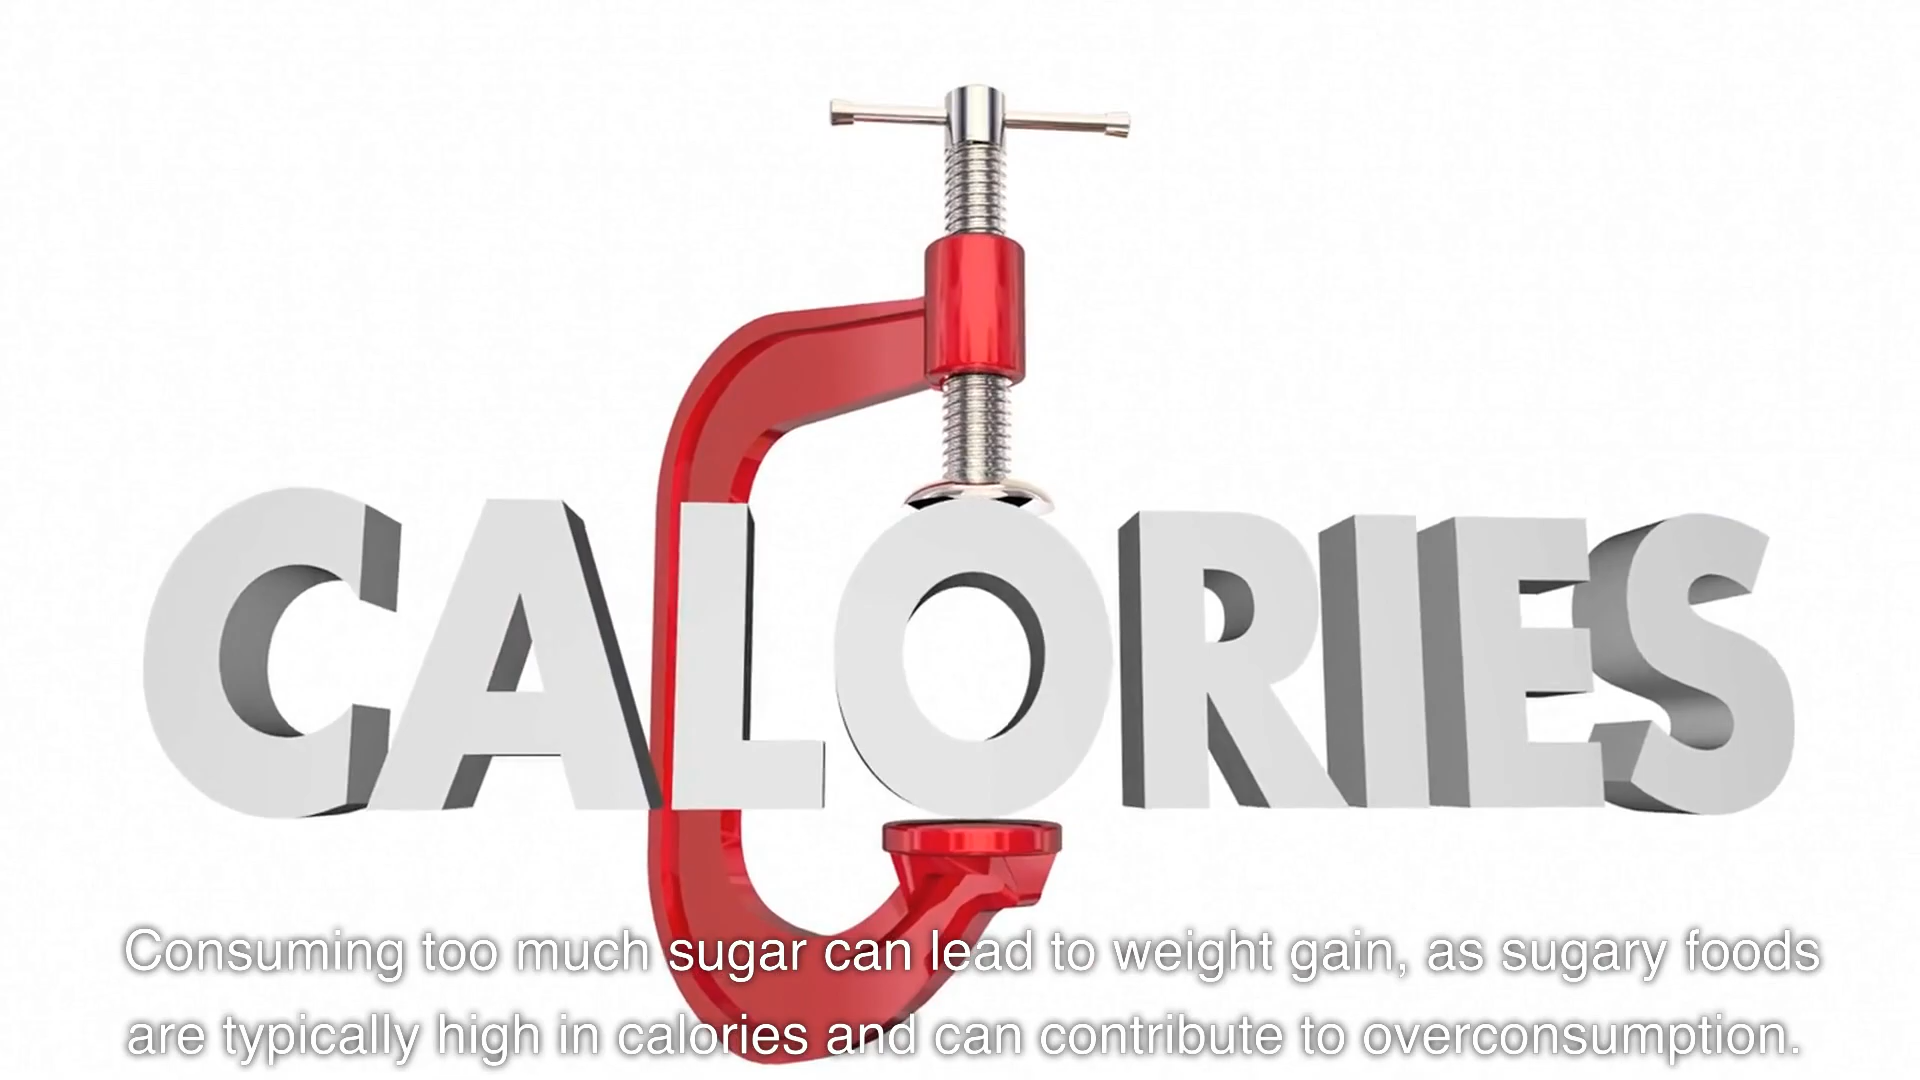 CALORIES
Consuming too much sugar can lead to weight gain, as sugary foods
are typically high in calories and can contribute to overconsumption.